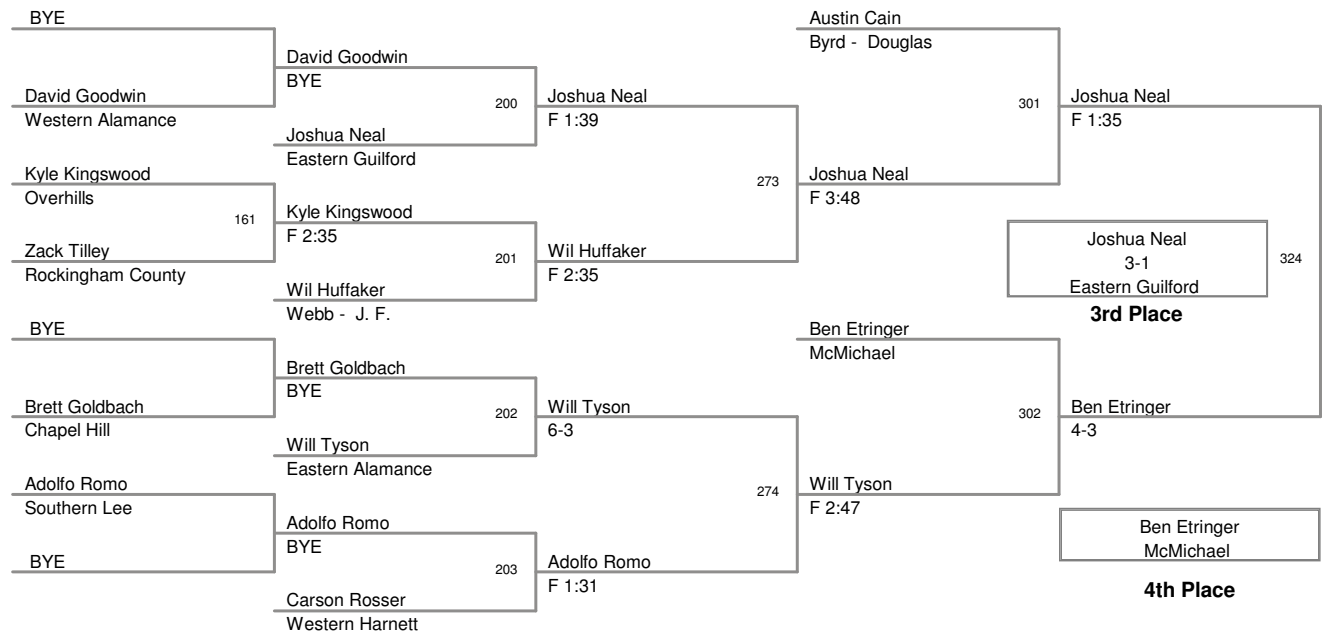 BYE
David Goodwin
Western Alamance
Kyle Kingswood
Overhills
161
Zack Tilley
Rockingham County
BYE
Brett Goldbach
Chapel Hill
Adolfo Romo
Southern Lee
BYE
David Goodwin
BYE
200
Joshua Neal
Eastern Guilford
Kyle Kingswood
F 2:35
201
Wil Huffaker
Webb - J. F.
Brett Goldbach
BYE
202
Will Tyson
Eastern Alamance
Adolfo Romo
BYE
203
Carson Rosser
Western Harnett
Joshua Neal
F 1:39
273
Wil Huffaker
F 2:35
Will Tyson
6-3
274
Adolfo Romo
F 1:31
Austin Cain
Byrd - Douglas
301
Joshua Neal
F 3:48
Ben Etringer
McMichael
302
Will Tyson
F 2:47
Joshua Neal
F 1:35
324
Ben Etringer
4-3
Joshua Neal
3-1
Eastern Guilford
3rd Place
Ben Etringer
McMichael
4th Place